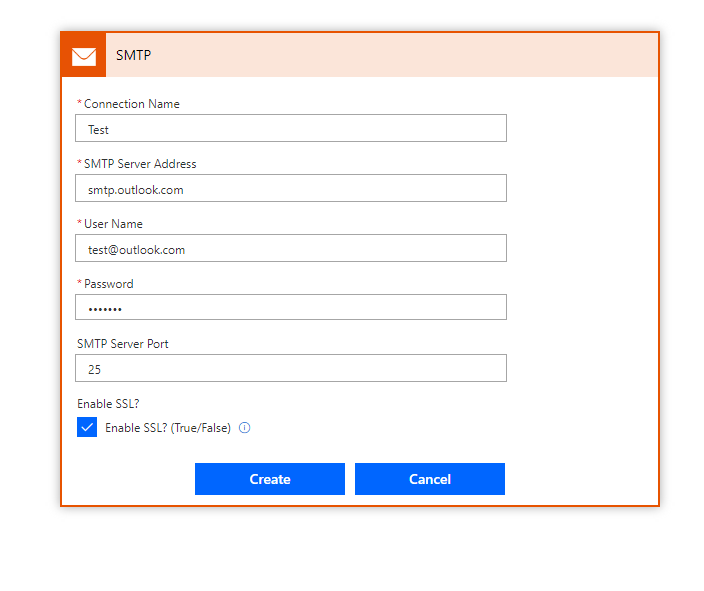 SMTP
*Connection Name
Test
*SMTP Server Address
smtp.outlook.com
*User Name
test@outlook.com
*Password
•••••••
SMTP Server Port
25
Enable SSL?
Enable SSL? (True/False)
Create Cancel